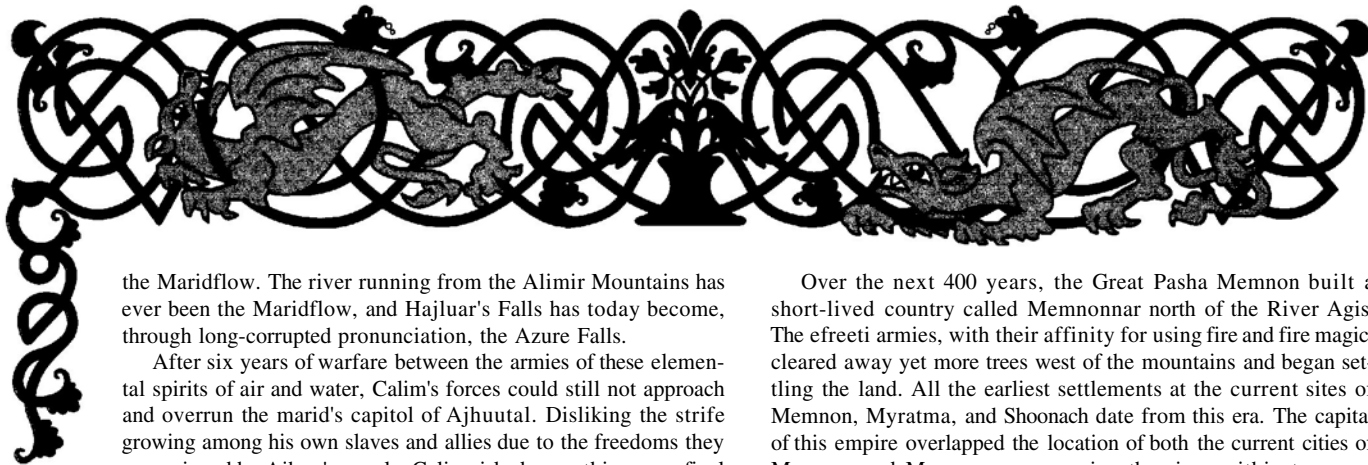 the Maridflow. The river running from the Alimir Mountains has
ever been the Maridflow, and Hajluar's Falls has today become,
through long-corrupted pronunciation, the Azure Falls.
After six years of warfare between the armies of these elemen-
tal spirits of air and water, Calim's forces could still not approach
and overrun the marid's capitol of Ajhuutal. Disliking the strife
growing among his own slaves and allies due to the freedoms they
Over the next 400 years, the Great Pasha Memnon built a
short-lived country called Memnonnar north of the River Agis
The efreeti armies, with their affinity for using fire and fire magic
cleared away yet more trees west of the mountains and began set-
tling the land. All the earliest settlements at the current sites of
Memnon, Myratma, and Shoonach date from this era. The capital
of this empire overlapped the location of both the current cities of